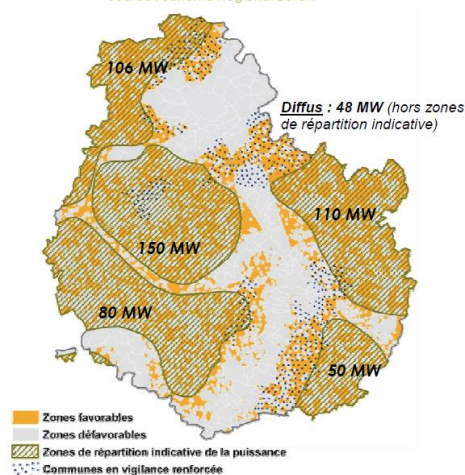 106 MW
Diffus : 48 MW (hors zones
de répartition indicative)
110 MW
150 MW
80 MW
50 MW
Zones favorables
Zones défavorables
Zones de répartition indicative de la puissance
Communes en vigilance renforcée